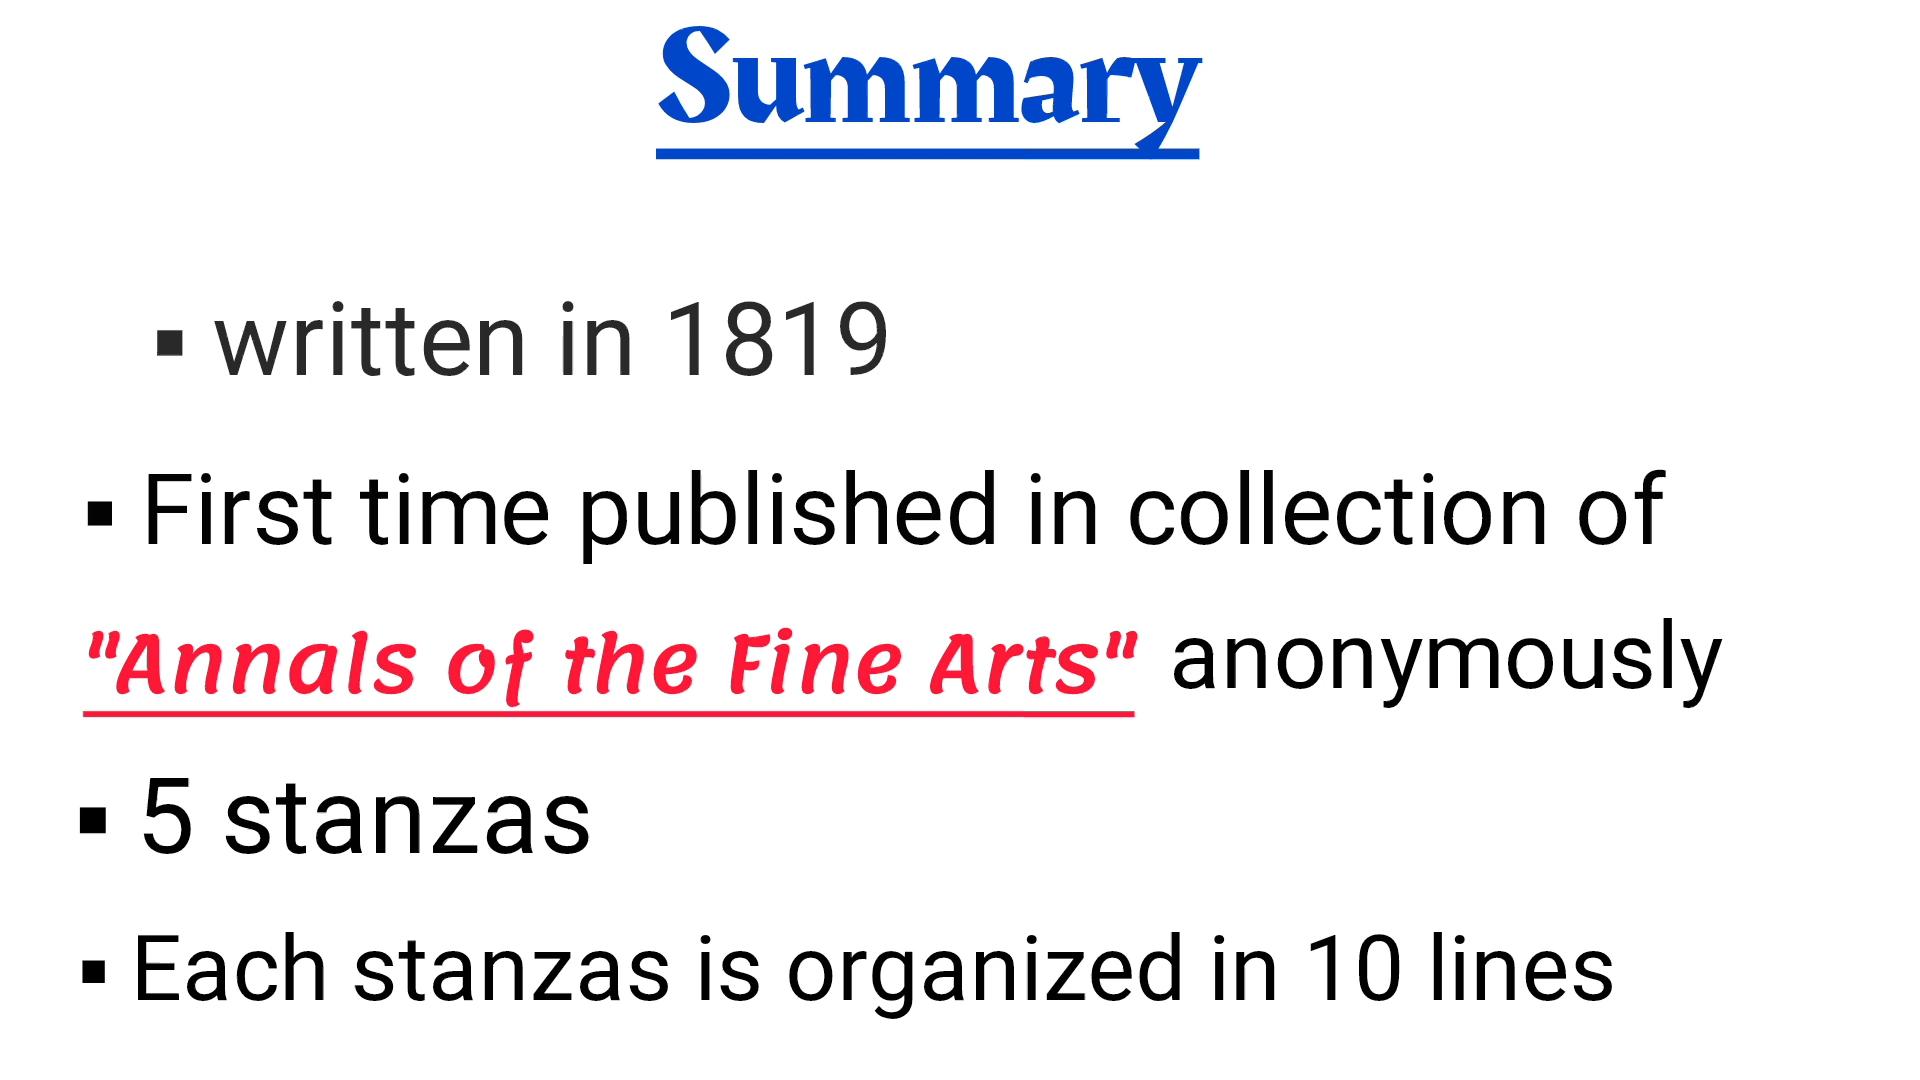 Summary
▪ written in 1819
▪ First time published in collection of
"Annals of the Fine Arts" anonymously
▪ 5 stanzas
▪ Each stanzas is organized in 10 lines